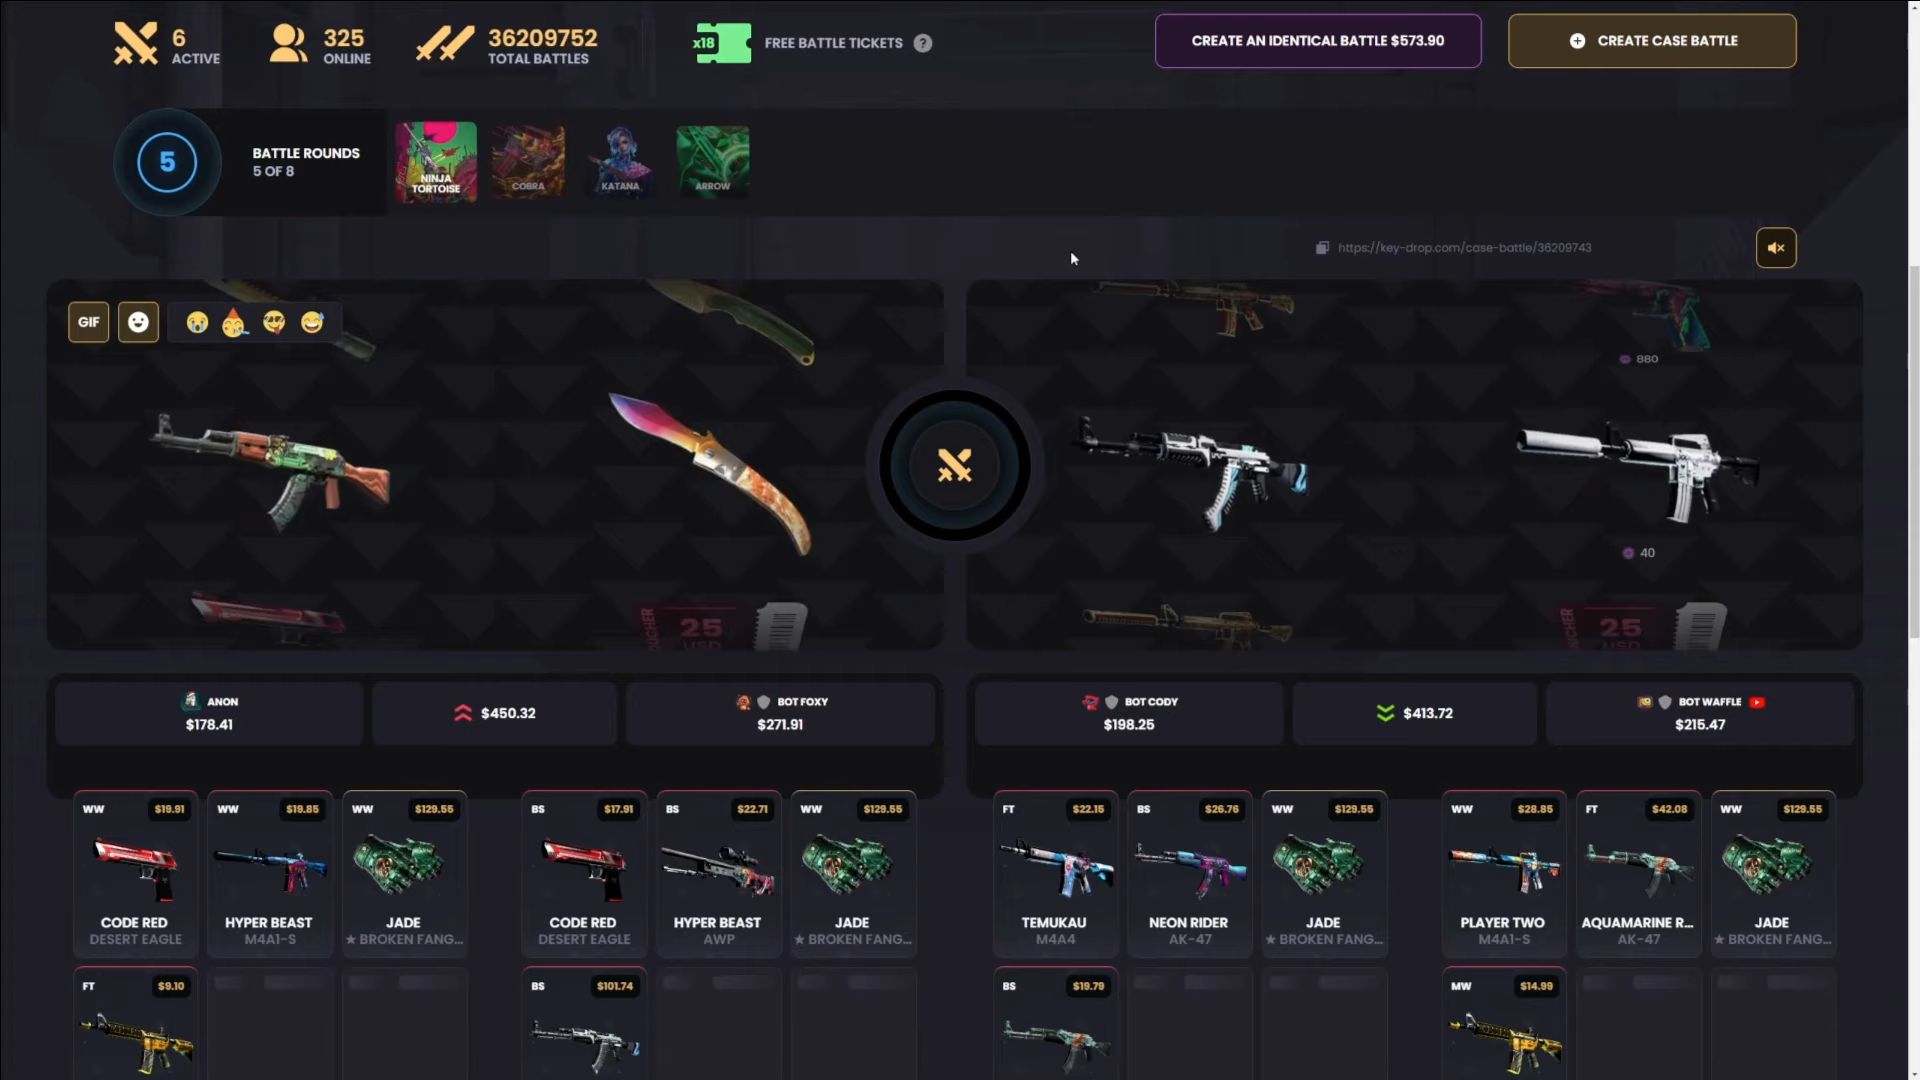 6
ACTIVE
325
ONLINE
36209752
TOTAL BATTLES
x18
FREE BATTLE TICKETS
?
CREATE AN IDENTICAL BATTLE $573.90
CREATE CASE BATTLE
5
BATTLE ROUNDS
5 OF 8
NINJA
TORTOISE
COBRA
KATANA
ARROW
https://key-drop.com/case-battle/36209743
GIF
880
40
VOUCHER
25
USD
VOUCHER
25
USD
ANON
$178.41
$450.32
BOT FOXY
$271.91
BOT CODY
$198.25
$413.72
BOT WAFFLE
$215.47
WW $19.91
CODE RED
DESERT EAGLE
WW $19.85
HYPER BEAST
M4A1-S
WW $129.55
JADE
★ BROKEN FANG...
BS $17.91
CODE RED
DESERT EAGLE
BS $22.71
HYPER BEAST
AWP
WW $129.55
JADE
★ BROKEN FANG...
FT $22.15
TEMUKAU
M4A4
BS $26.76
NEON RIDER
AK-47
WW $129.55
JADE
★ BROKEN FANG...
WW $28.85
PLAYER TWO
M4A1-S
FT $42.08
AQUAMARINE R...
AK-47
WW $129.55
JADE
★ BROKEN FANG...
FT $9.10
BS $101.74
BS $19.79
MW $14.99